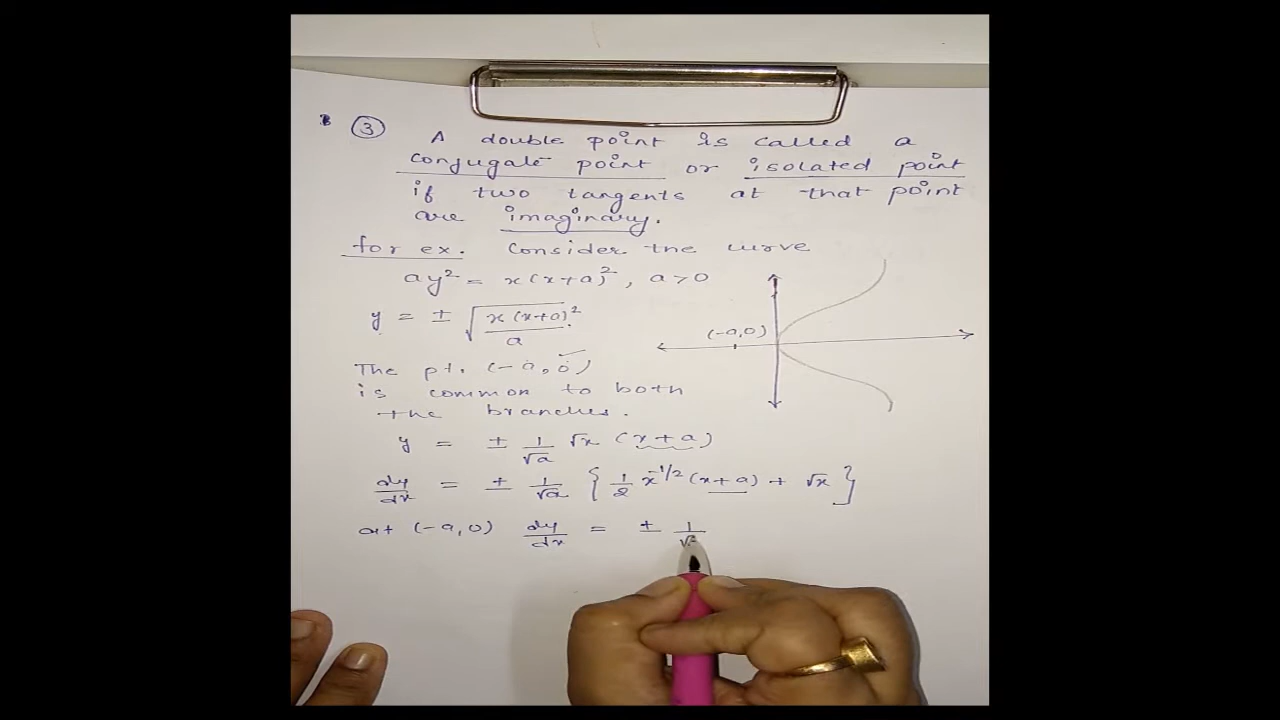 ③ A double point is called a
conjugate point or isolated point
if two tangents at that point
are imaginary.
for ex. Consider the curve
ay² = x(x+a)², a>0
y = ± √(x(x+a)²/a)
(-a,0)
The pt. (-a,0)
is common to both
the branches.
y = ± 1/√a √x (x+a)
dy/dx = ± 1/√a {1/2 x^-1/2 (x+a) + √x}
at (-a,0) dy/dx = ± 1/√a